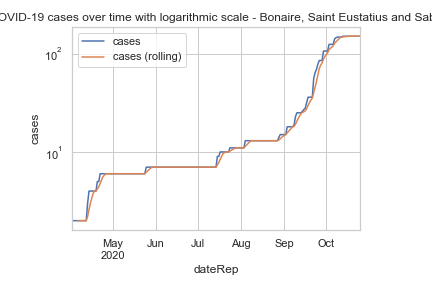 OVID-19 cases over time with logarithmic scale - Bonaire, Saint Eustatius and Sab
cases
cases (rolling)
10²
10¹
cases
May
2020
Jun
Jul
Aug
Sep
Oct
dateRep